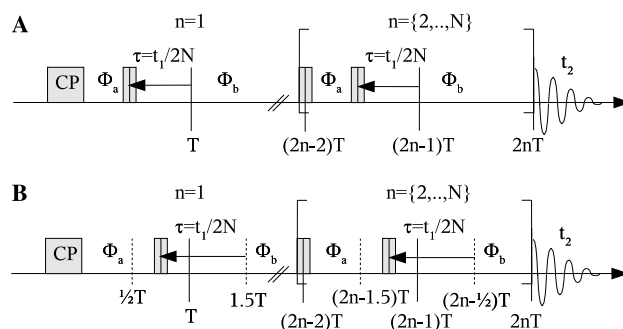 A
n=1
n={2,..,N}
CP
Φa
τ=t1/2N
Φb
Φa
τ=t1/2N
Φb
t2
T
(2n-2)T
(2n-1)T
2nT
B
n=1
n={2,..,N}
CP
Φa
τ=t1/2N
Φb
Φa
τ=t1/2N
Φb
t2
½T
T
1.5T
(2n-2)T
(2n-1.5)T
(2n-1)T
(2n-½)T
2nT